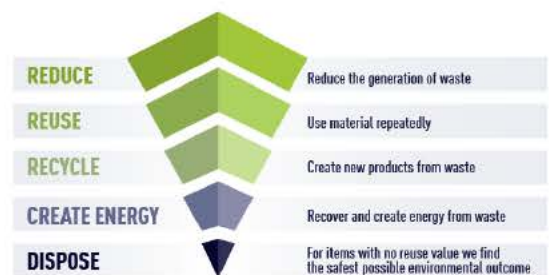 REDUCE
Reduce the generation of waste
REUSE
Use material repeatedly
RECYCLE
Create new products from waste
CREATE ENERGY
Recover and create energy from waste
DISPOSE
For items with no reuse value we find
the safest possible environmental outcome